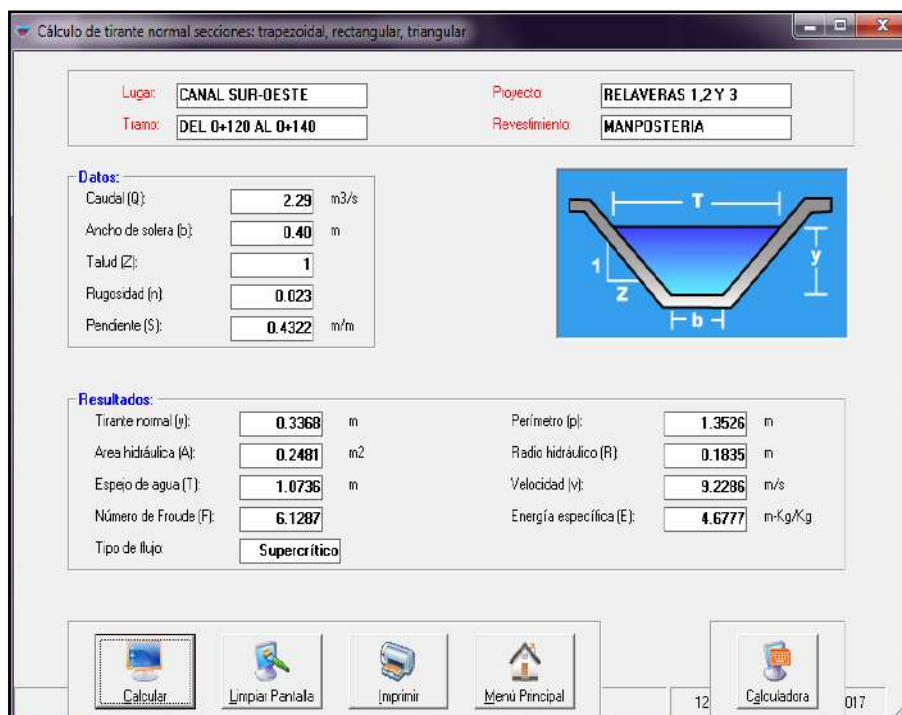 Cálculo de tirante normal secciones: trapezoidal, rectangular, triangular
Lugar: CANAL SUR-OESTE Proyecto: RELAVERAS 1,2 Y 3
Tramo: DEL 0+120 AL 0+140 Revestimiento: MANPOSTERIA
Datos:
Caudal (Q): 2.29 m3/s
Ancho de solera (b): 0.40 m
Talud (Z): 1
Rugosidad (n): 0.023
Pendiente (S): 0.4322 m/m
T
y
1
Z
b
Resultados:
Tirante normal (y): 0.3368 m Perímetro (p): 1.3526 m
Area hidráulica (A): 0.2481 m2 Radio hidráulico (R): 0.1835 m
Espejo de agua (T): 1.0736 m Velocidad (v): 9.2286 m/s
Número de Froude (F): 6.1287 Energía específica (E): 4.6777 m-Kg/Kg
Tipo de flujo: Supercrítico
Calcular Limpiar Pantalla Imprimir Menú Principal 12 Calculadora 017